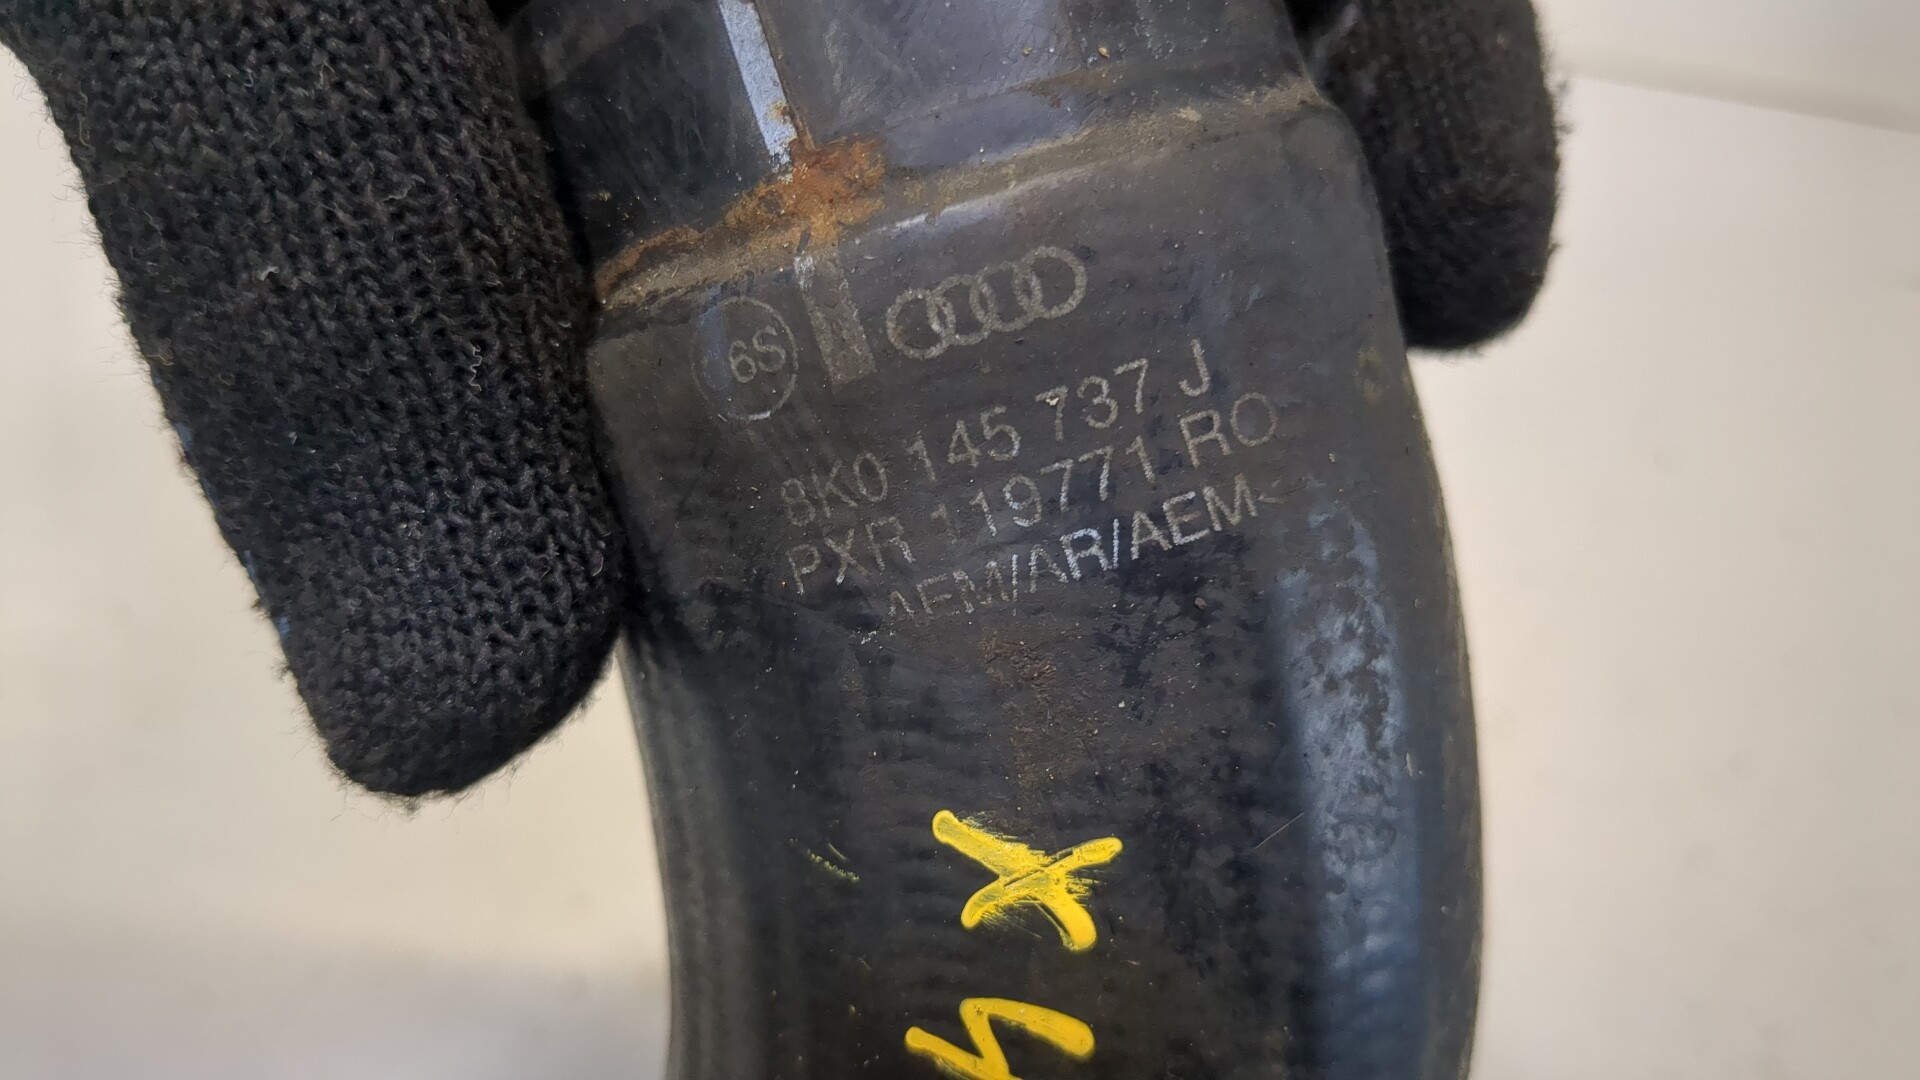 6S
8K0 145 737 J
PXR 119771 RO
AEM/AR/AEM
X